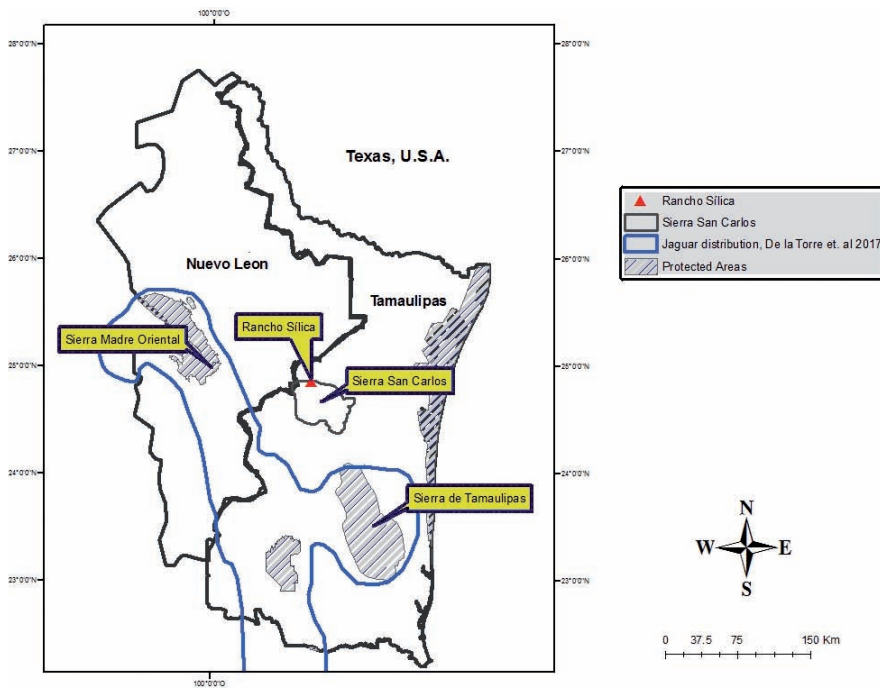 100°0'0"O
28°0'0"N
28°0'0"N
27°0'0"N
27°0'0"N
Texas, U.S.A.
Rancho Sílica
Sierra San Carlos
Jaguar distribution, De la Torre et. al 2017
Protected Areas
26°0'0"N
26°0'0"N
Nuevo Leon
Tamaulipas
Rancho Sílica
Sierra Madre Oriental
25°0'0"N
25°0'0"N
Sierra San Carlos
24°0'0"N
24°0'0"N
Sierra de Tamaulipas
23°0'0"N
23°0'0"N
N
W
E
S
0 37.5 75 150 Km
100°0'0"O